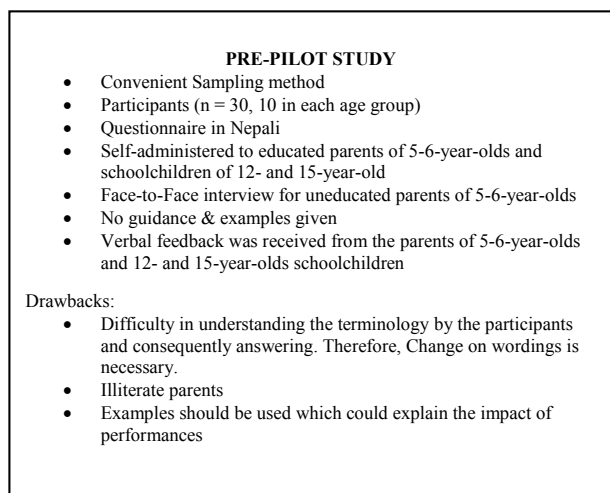 PRE-PILOT STUDY
• Convenient Sampling method
• Participants (n = 30, 10 in each age group)
• Questionnaire in Nepali
• Self-administered to educated parents of 5-6-year-olds and
schoolchildren of 12- and 15-year-old
• Face-to-Face interview for uneducated parents of 5-6-year-olds
• No guidance & examples given
• Verbal feedback was received from the parents of 5-6-year-olds
and 12- and 15-year-olds schoolchildren
Drawbacks:
• Difficulty in understanding the terminology by the participants
and consequently answering. Therefore, Change on wordings is
necessary.
• Illiterate parents
• Examples should be used which could explain the impact of
performances